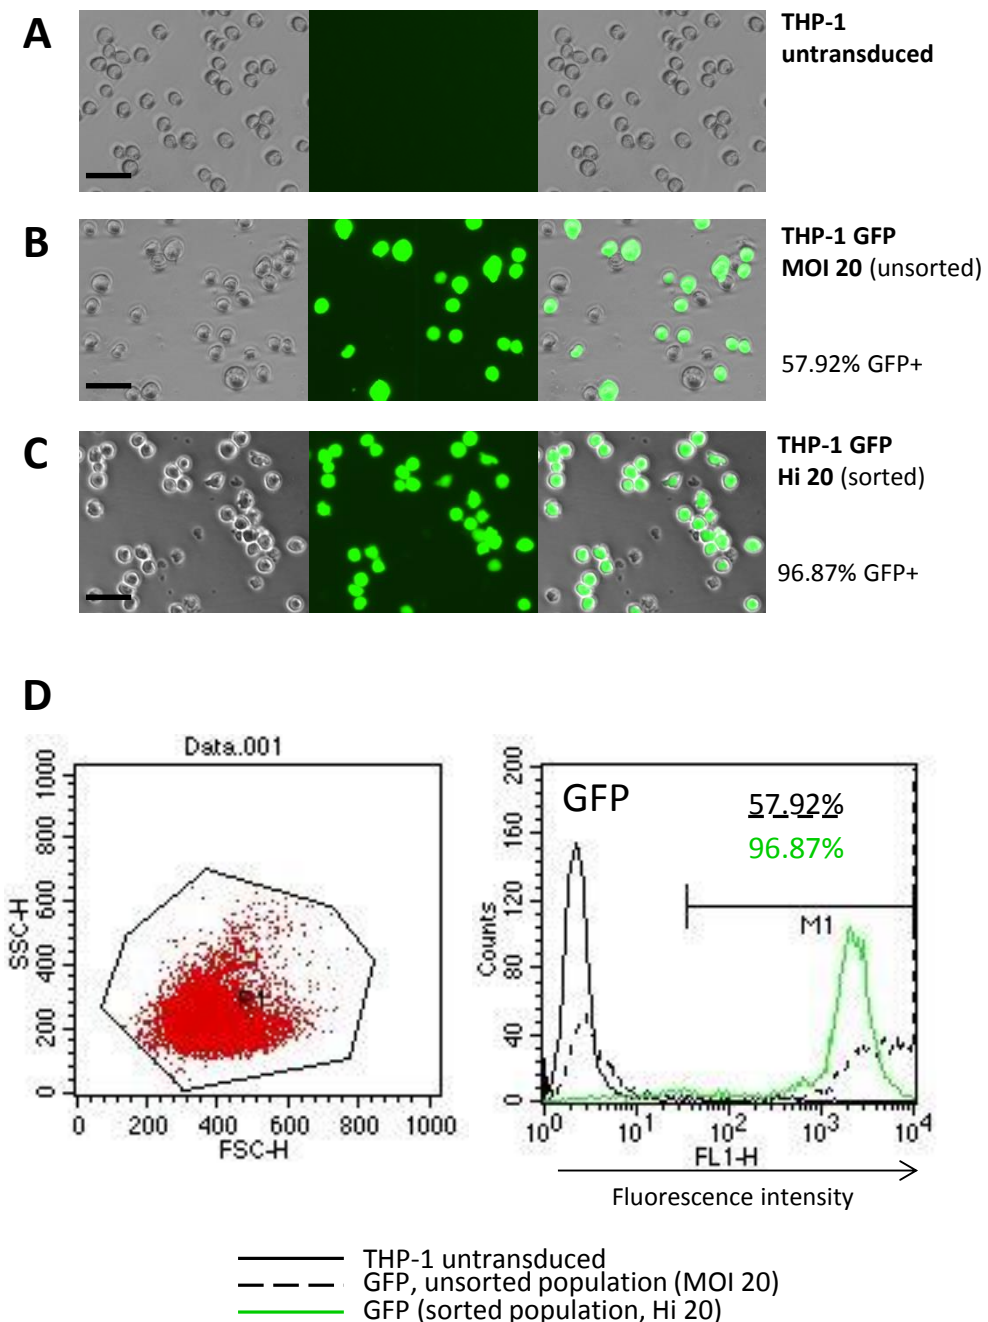 A
THP-1
untransduced
B
THP-1 GFP
MOI 20 (unsorted)
57.92% GFP+
C
THP-1 GFP
Hi 20 (sorted)
96.87% GFP+
D
Data.001
SSC-H
1000
800
600
400
200
0
0 200 400 600 800 1000
FSC-H
GFP
57.92%
96.87%
M1
Counts
200
160
120
80
40
0
10^0 10^1 10^2 10^3 10^4
FL1-H
Fluorescence intensity
THP-1 untransduced
GFP, unsorted population (MOI 20)
GFP (sorted population, Hi 20)